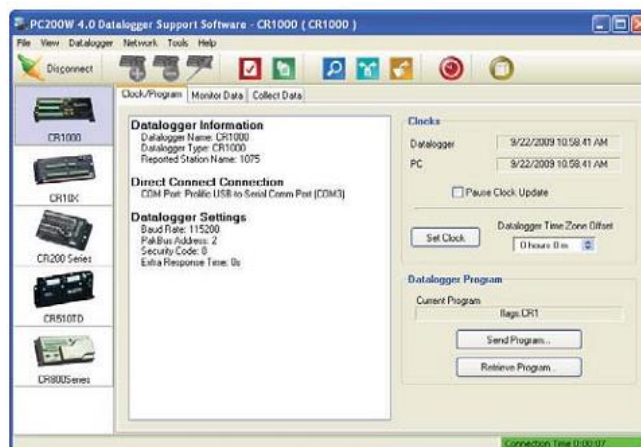 PC200W 4.0 Datalogger Support Software - CR1000 ( CR1000 )
File View Datalogger Network Tools Help
Disconnect
CR1000
CR10X
CR200 Series
CR510TD
CR800Series
Clock/Program Monitor Data Collect Data
Datalogger Information
Datalogger Name: CR1000
Datalogger Type: CR1000
Reported Station Name: 1075
Direct Connect Connection
COM Port: Prolific USB to Serial Comm Port (COM3)
Datalogger Settings
Baud Rate: 115200
PakBus Address: 2
Security Code: 0
Extra Response Time: 0s
Clocks
Datalogger 9/22/2009 10:58:41 AM
PC 9/22/2009 10:58:41 AM
Pause Clock Update
Set Clock
Datalogger Time Zone Offset
0 hours 0 m
Datalogger Program
Current Program
flags.CR1
Send Program...
Retrieve Program...
Connection Time 0:00:07